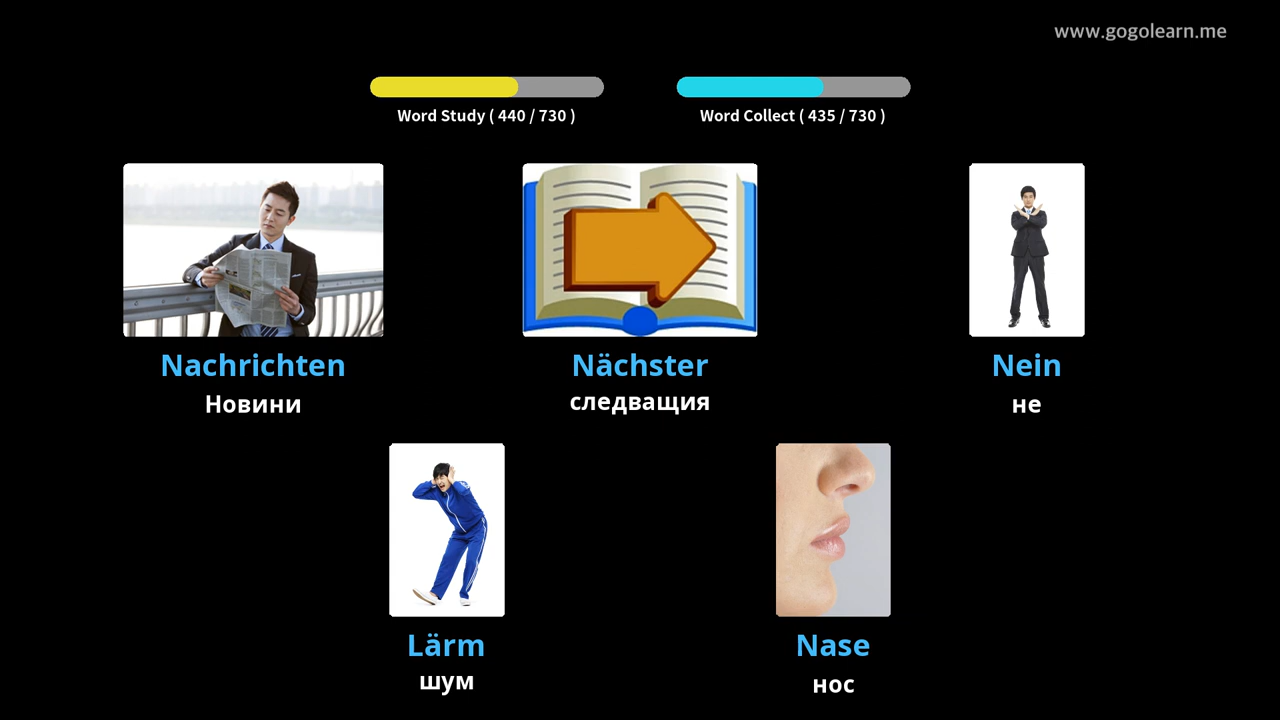 www.gogolearn.me
Word Study ( 440 / 730 )
Word Collect ( 435 / 730 )
Nachrichten
Новини
Nächster
следващия
Nein
не
Lärm
шум
Nase
нос